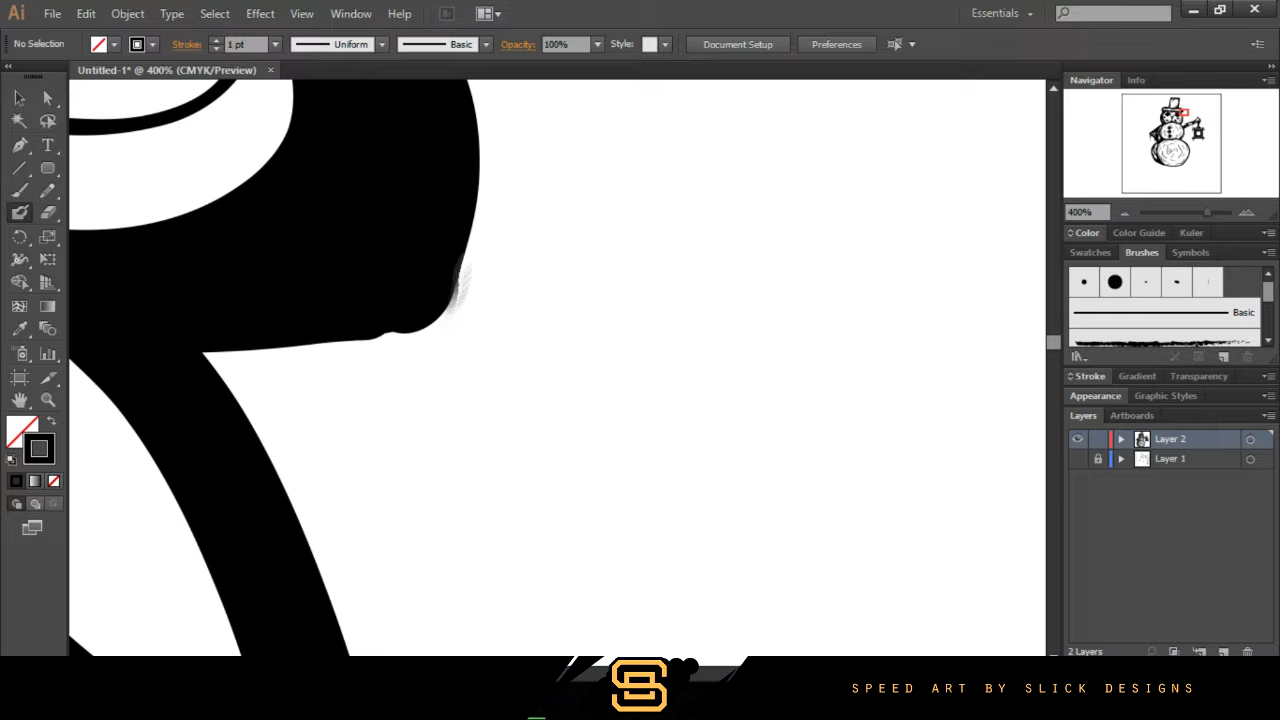 Ai File Edit Object Type Select Effect View Window Help Br Essentials
No Selection Stroke: 1 pt Uniform Basic Opacity: 100% Style: Document Setup Preferences
Untitled-1* @ 400% (CMYK/Preview) ×
Navigator Info
400%
Color Color Guide Kuler
Swatches Brushes Symbols
Basic
Stroke Gradient Transparency
Appearance Graphic Styles
Layers Artboards
Layer 2
Layer 1
2 Layers
SPEED ART BY SLICK DESIGNS